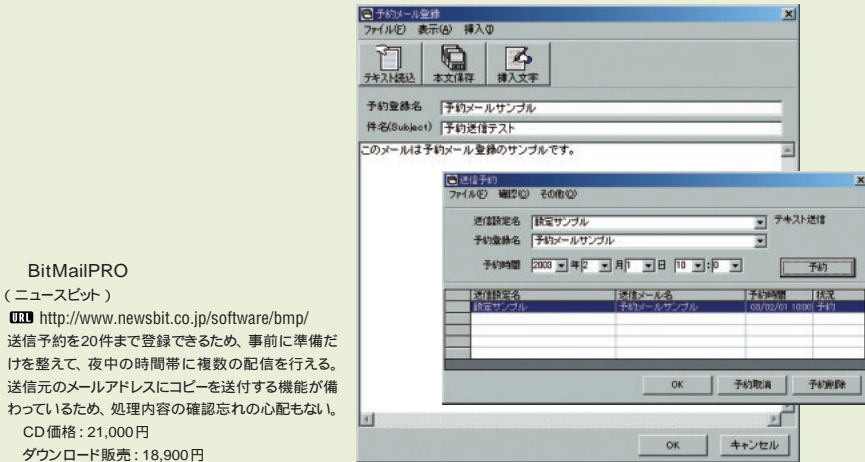 BitMailPRO
（ニュースビット）
URL http://www.newsbit.co.jp/software/bmp/
送信予約を20件まで登録できるため、事前に準備だ
けを整えて、夜中の時間帯に複数の配信を行える。
送信元のメールアドレスにコピーを送付する機能が備
わっているため、処理内容の確認忘れの心配もない。
CD価格：21,000円
ダウンロード販売：18,900円
予約メール登録
ファイル(F) 表示(A) 挿入(I)
テキスト読込 本文保存 挿入文字
予約登録名 予約メールサンプル
件名(Subject) 予約送信テスト
このメールは予約メール登録のサンプルです。
送信予約
ファイル(F) 確認(C) その他(O)
送信設定名 設定サンプル テキスト送信
予約登録名 予約メールサンプル
予約時間 2003 年 2 月 1 日 10 : 0 予約
送信設定名 送信メール名 予約時間 状況
設定サンプル 予約メールサンプル 03/02/01 10:00 予約
OK 予約取消 予約削除
OK キャンセル